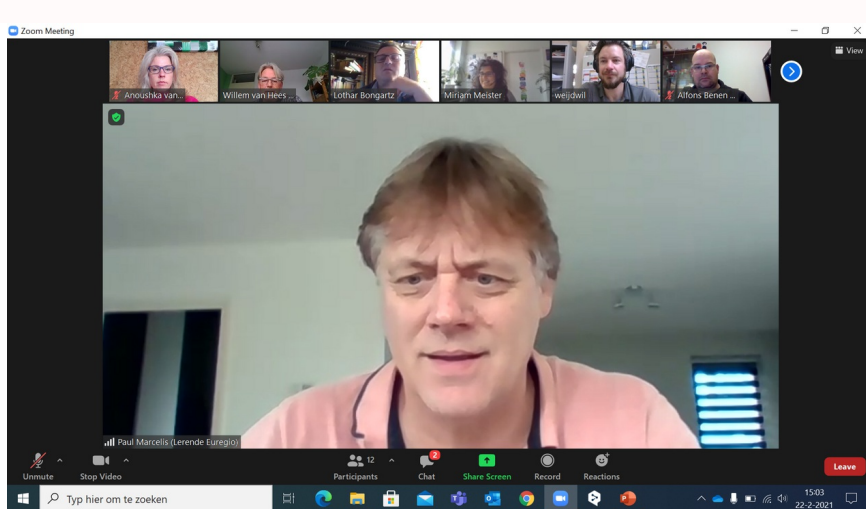 Zoom Meeting
View
Anoushka van...
Willem van Hees ...
Lothar Bongartz
Miriam Meister
weijdwil
Alfons Benen ...
Paul Marcelis (Lerende Euregio)
Unmute
Stop Video
12
Participants
2
Chat
Share Screen
Record
Reactions
Leave
Typ hier om te zoeken
15:03
22-2-2021